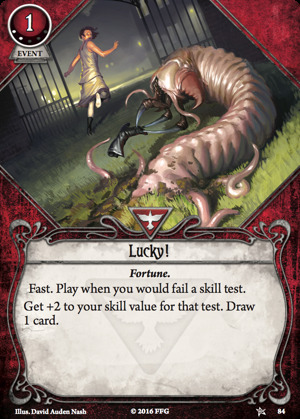 1
EVENT
Lucky!
Fortune.
Fast. Play when you would fail a skill test.
Get +2 to your skill value for that test. Draw
1 card.
Illus. David Auden Nash
© 2016 FFG
84